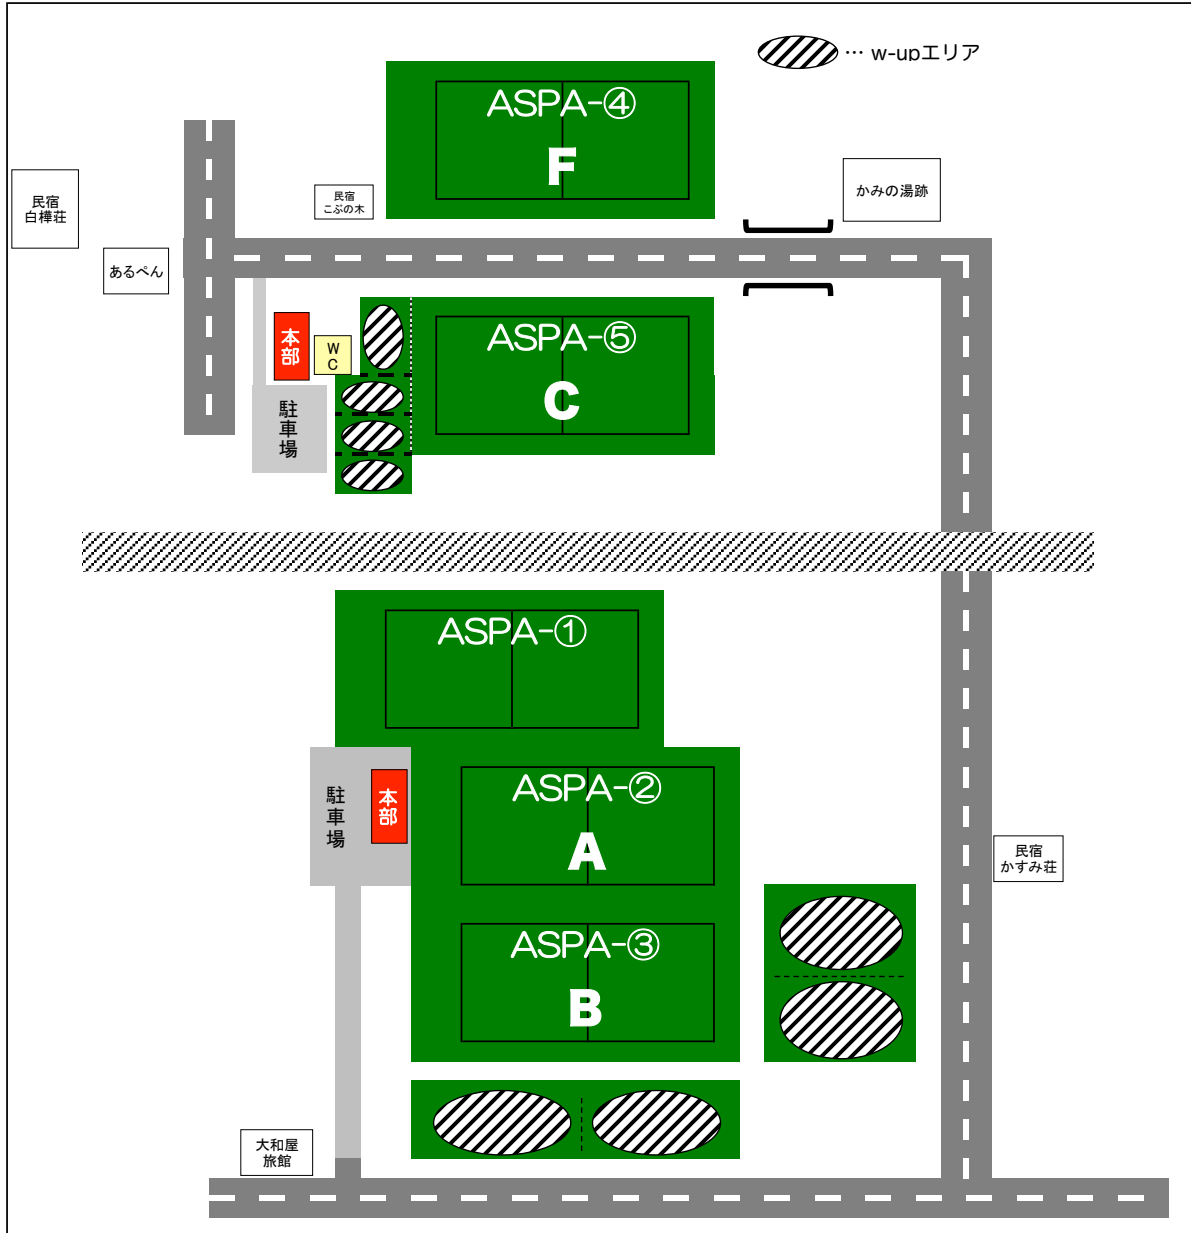 … w-upエリア
ASPA-④
F
民宿
白樺荘
民宿
こぶの木
かみの湯跡
あるぺん
本部
WC
ASPA-⑤
C
駐車場
ASPA-①
駐車場
本部
ASPA-②
A
民宿
かすみ荘
ASPA-③
B
大和屋
旅館